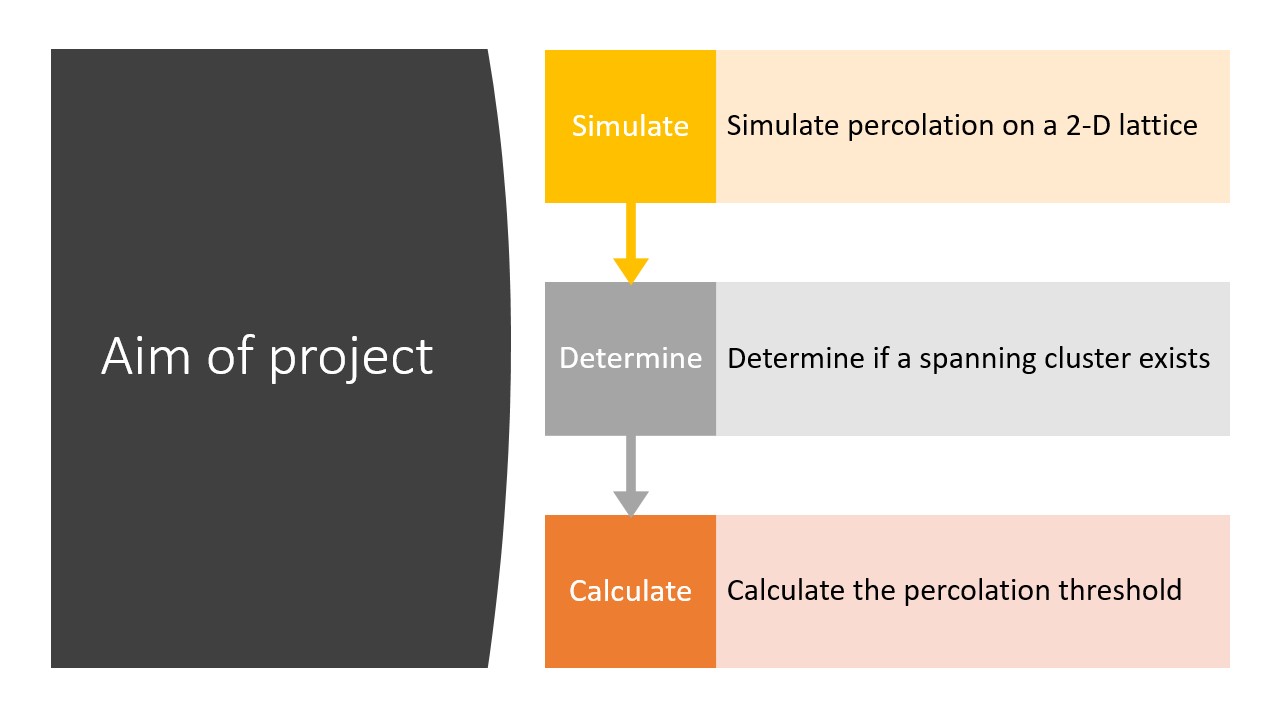 Aim of project
Simulate
Simulate percolation on a 2-D lattice
Determine
Determine if a spanning cluster exists
Calculate
Calculate the percolation threshold